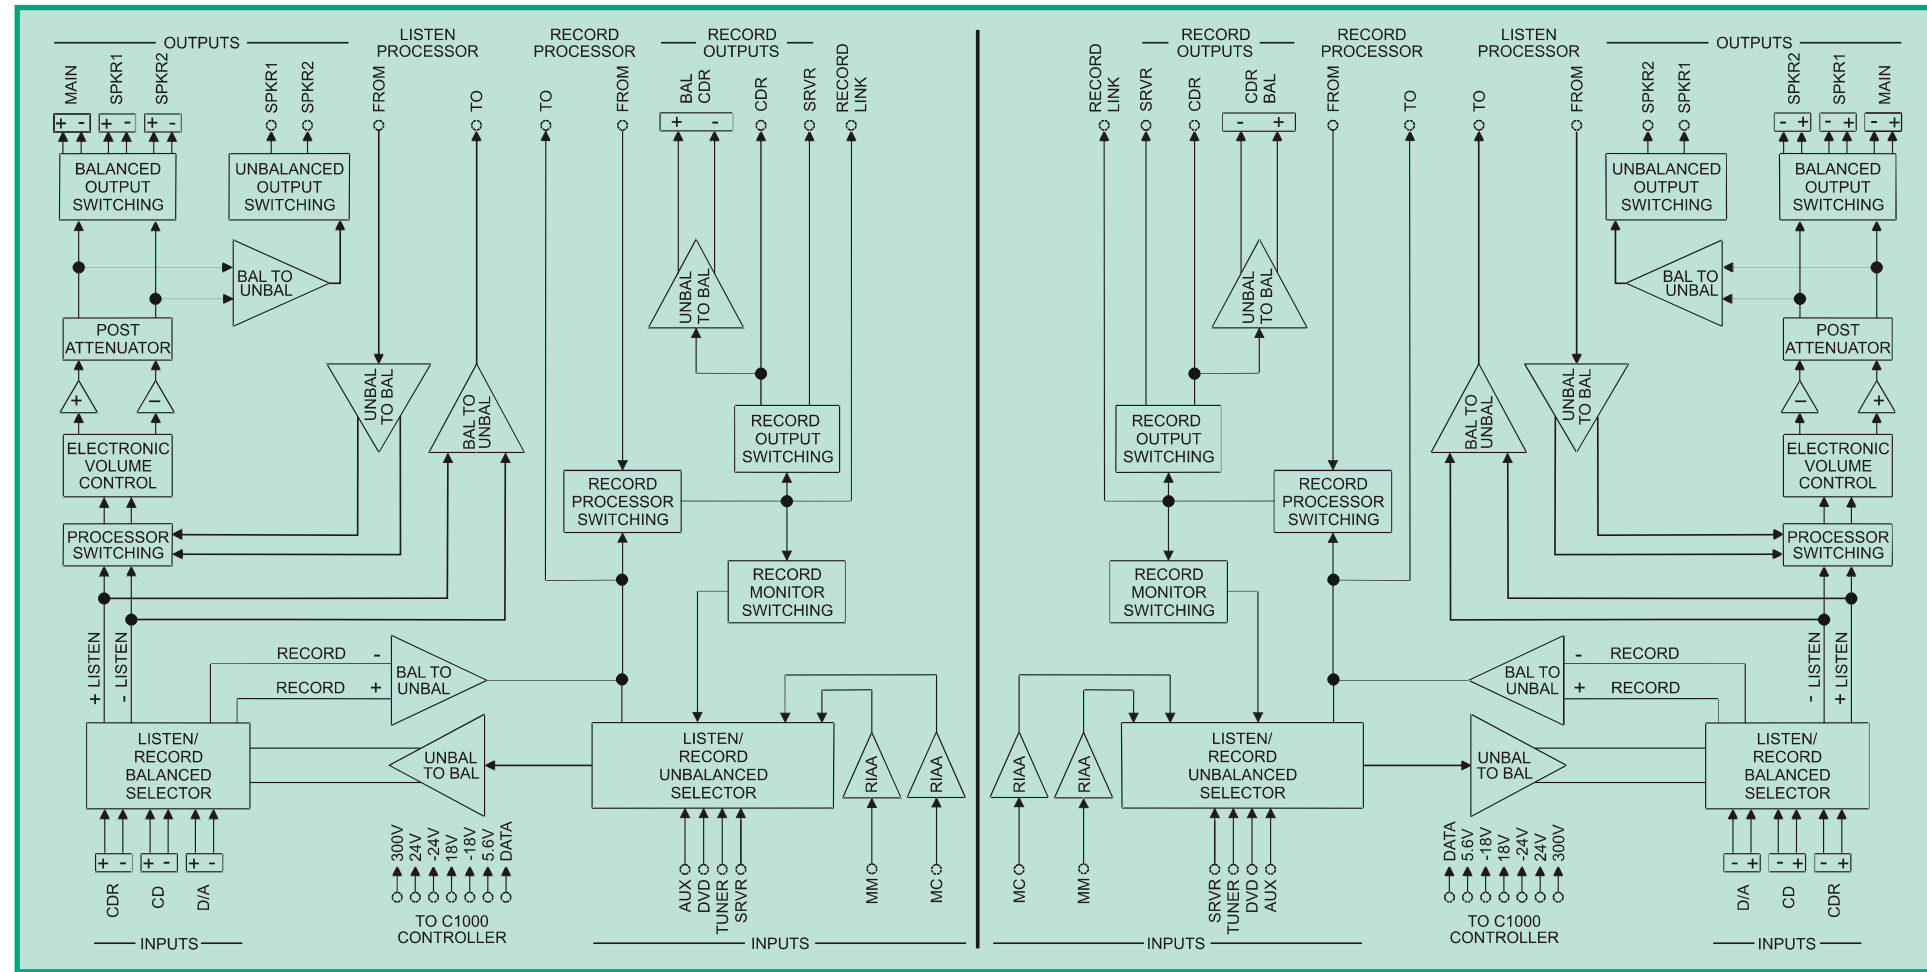 OUTPUTS
LISTEN
PROCESSOR
RECORD
PROCESSOR
RECORD
OUTPUTS
MAIN
SPKR1
SPKR2
SPKR1
SPKR2
FROM
TO
TO
FROM
BAL
CDR
CDR
SRVR
RECORD
LINK
+ -
+ -
+ -
+ -
BALANCED
OUTPUT
SWITCHING
UNBALANCED
OUTPUT
SWITCHING
BAL TO
UNBAL
UNBAL
TO BAL
POST
ATTENUATOR
+
-
UNBAL
TO BAL
BAL TO
UNBAL
ELECTRONIC
VOLUME
CONTROL
RECORD
OUTPUT
SWITCHING
RECORD
PROCESSOR
SWITCHING
PROCESSOR
SWITCHING
RECORD
MONITOR
SWITCHING
+ LISTEN
- LISTEN
RECORD -
RECORD +
BAL TO
UNBAL
LISTEN/
RECORD
BALANCED
SELECTOR
UNBAL
TO BAL
LISTEN/
RECORD
UNBALANCED
SELECTOR
RIAA
RIAA
+ -
+ -
+ -
CDR
CD
D/A
300V
24V
-24V
18V
-18V
5.6V
DATA
TO C1000
CONTROLLER
AUX
DVD
TUNER
SRVR
MM
MC
INPUTS
INPUTS
RECORD
OUTPUTS
RECORD
PROCESSOR
LISTEN
PROCESSOR
OUTPUTS
RECORD
LINK
SRVR
CDR
CDR
BAL
FROM
TO
TO
FROM
SPKR2
SPKR1
SPKR2
SPKR1
MAIN
- +
- +
- +
- +
UNBALANCED
OUTPUT
SWITCHING
BALANCED
OUTPUT
SWITCHING
UNBAL
TO BAL
BAL TO
UNBAL
POST
ATTENUATOR
-
+
BAL TO
UNBAL
UNBAL
TO BAL
RECORD
OUTPUT
SWITCHING
ELECTRONIC
VOLUME
CONTROL
RECORD
PROCESSOR
SWITCHING
PROCESSOR
SWITCHING
RECORD
MONITOR
SWITCHING
- LISTEN
+ LISTEN
BAL TO
UNBAL
- RECORD
+ RECORD
RIAA
RIAA
LISTEN/
RECORD
UNBALANCED
SELECTOR
UNBAL
TO BAL
LISTEN/
RECORD
BALANCED
SELECTOR
- +
- +
- +
MC
MM
SRVR
TUNER
DVD
AUX
DATA
5.6V
-18V
18V
-24V
24V
300V
TO C1000
CONTROLLER
D/A
CD
CDR
INPUTS
INPUTS